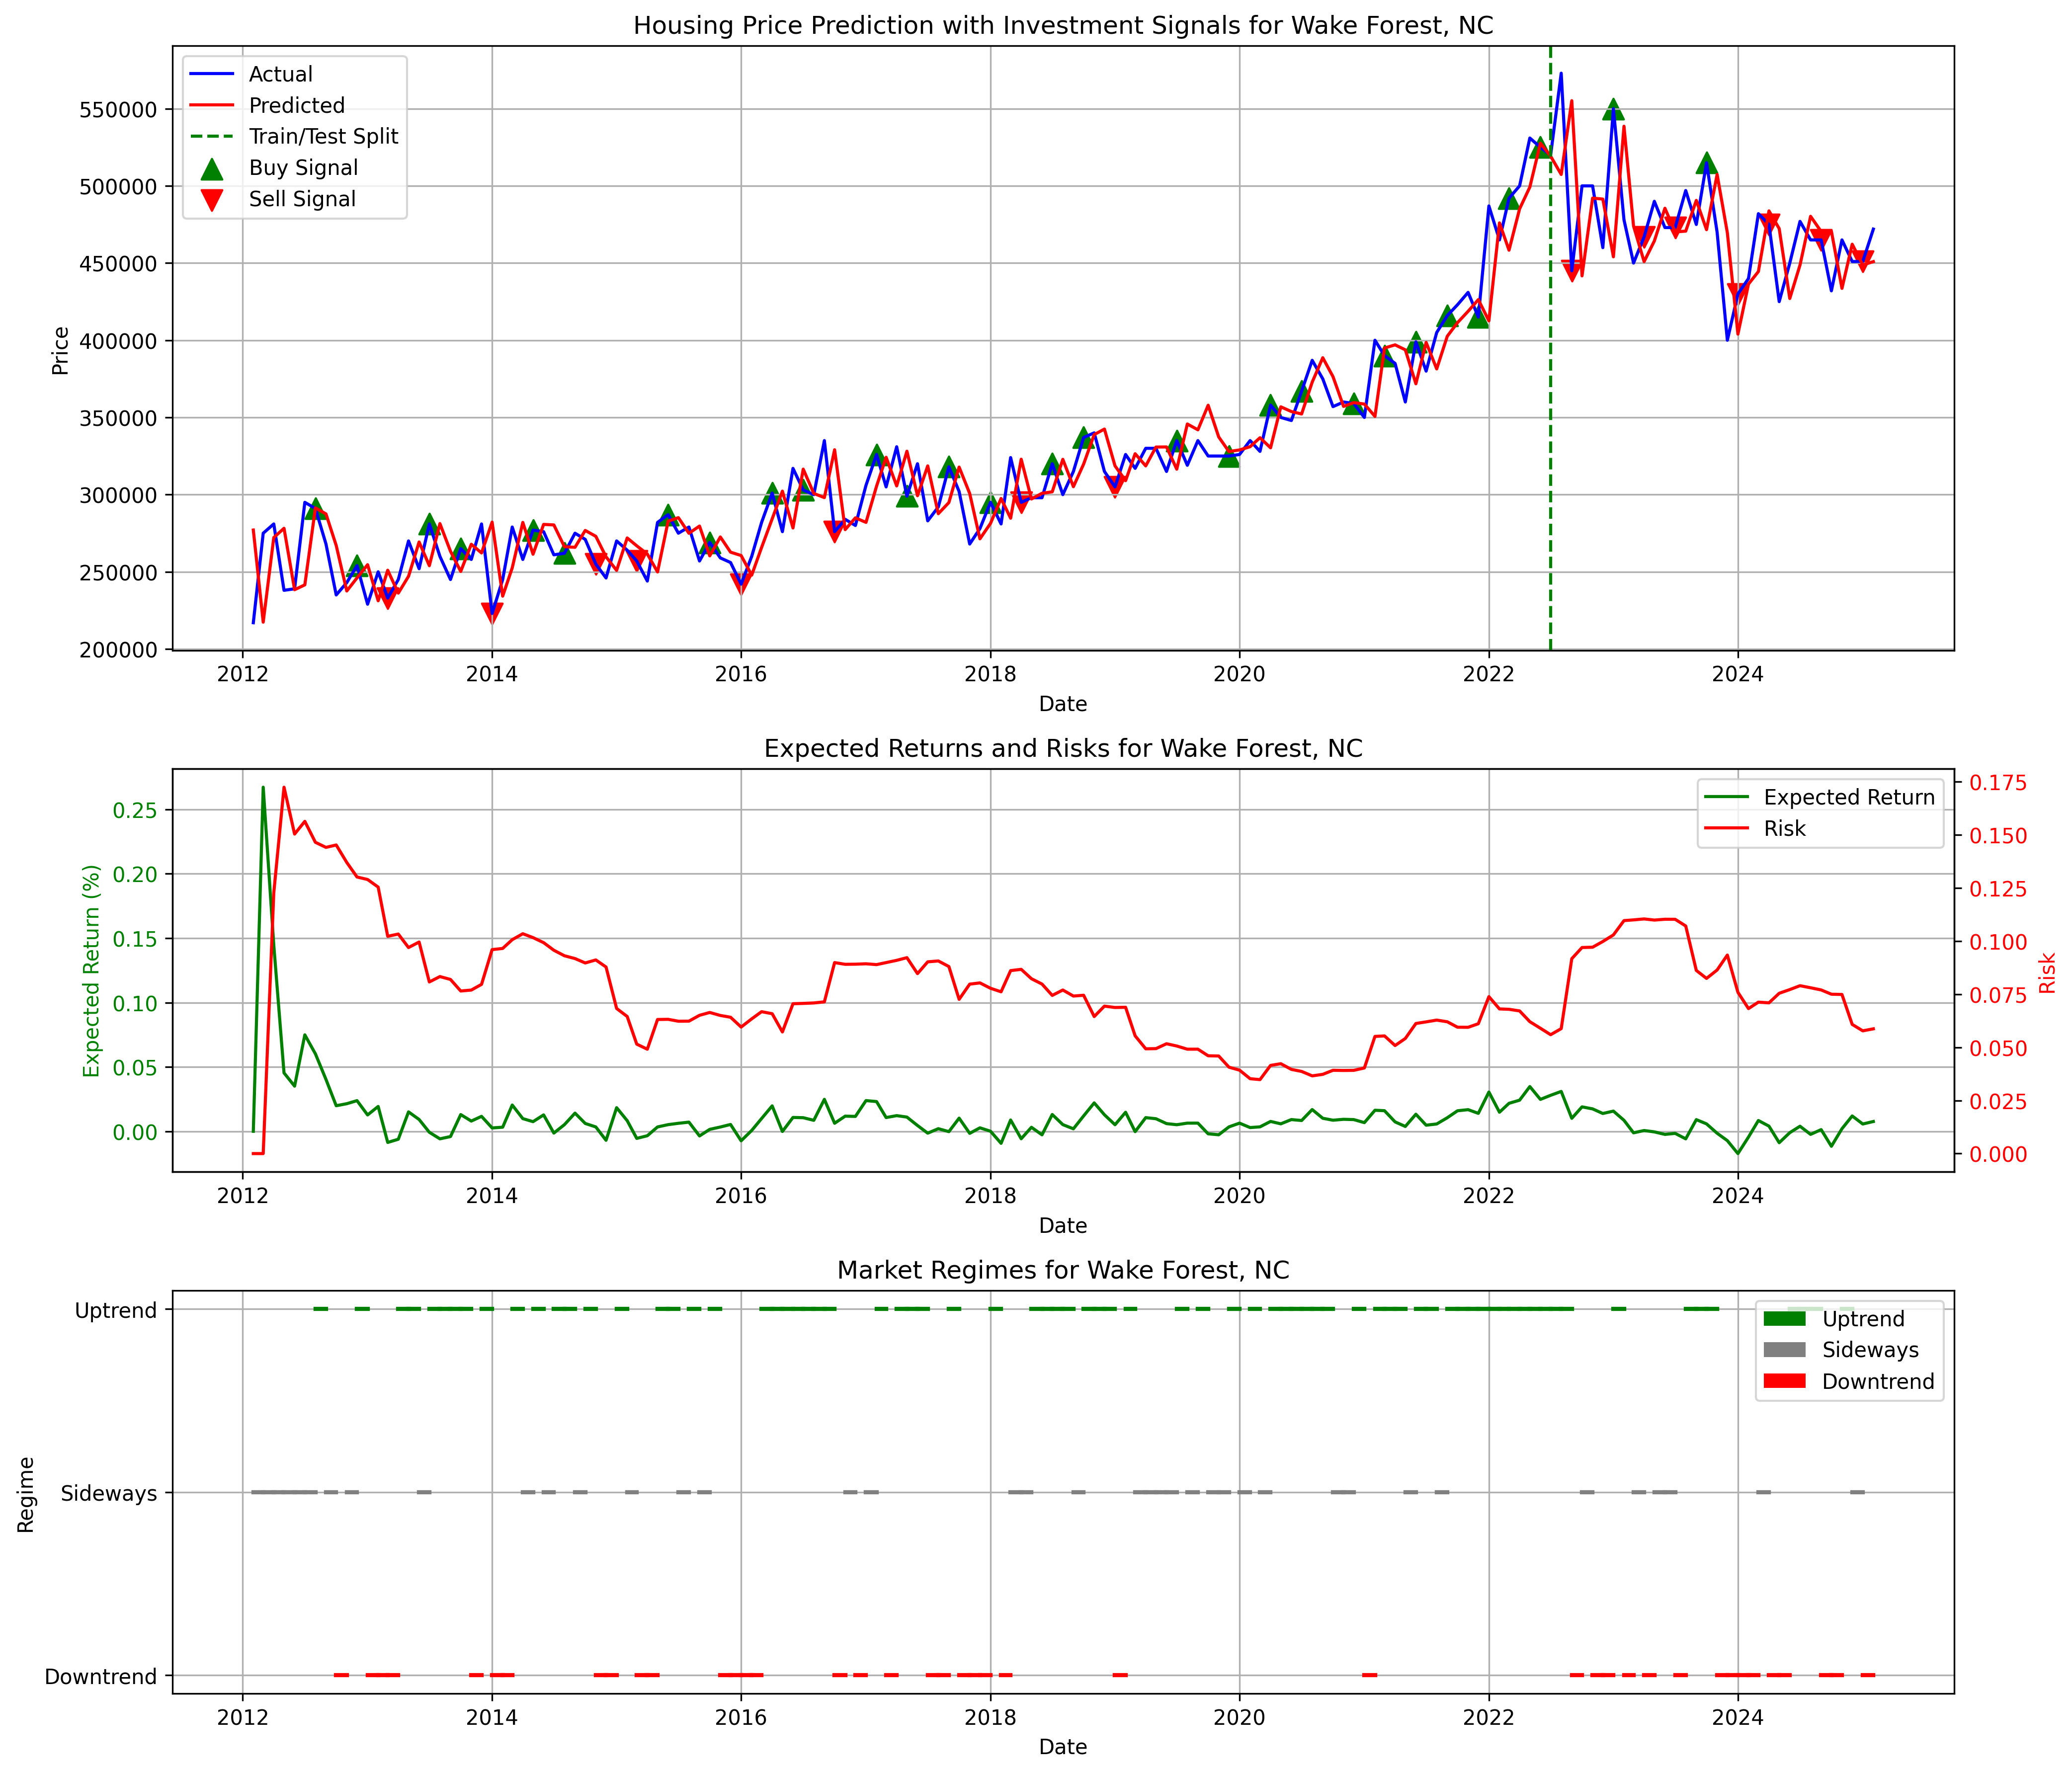 Housing Price Prediction with Investment Signals for Wake Forest, NC
Actual
Predicted
Train/Test Split
Buy Signal
Sell Signal
550000
500000
450000
400000
350000
300000
250000
200000
Price
2012 2014 2016 2018 2020 2022 2024
Date
Expected Returns and Risks for Wake Forest, NC
Expected Return
Risk
0.25
0.20
0.15
0.10
0.05
0.00
Expected Return (%)
0.175
0.150
0.125
0.100
0.075
0.050
0.025
0.000
Risk
2012 2014 2016 2018 2020 2022 2024
Date
Market Regimes for Wake Forest, NC
Uptrend
Sideways
Downtrend
Uptrend
Sideways
Downtrend
Regime
2012 2014 2016 2018 2020 2022 2024
Date